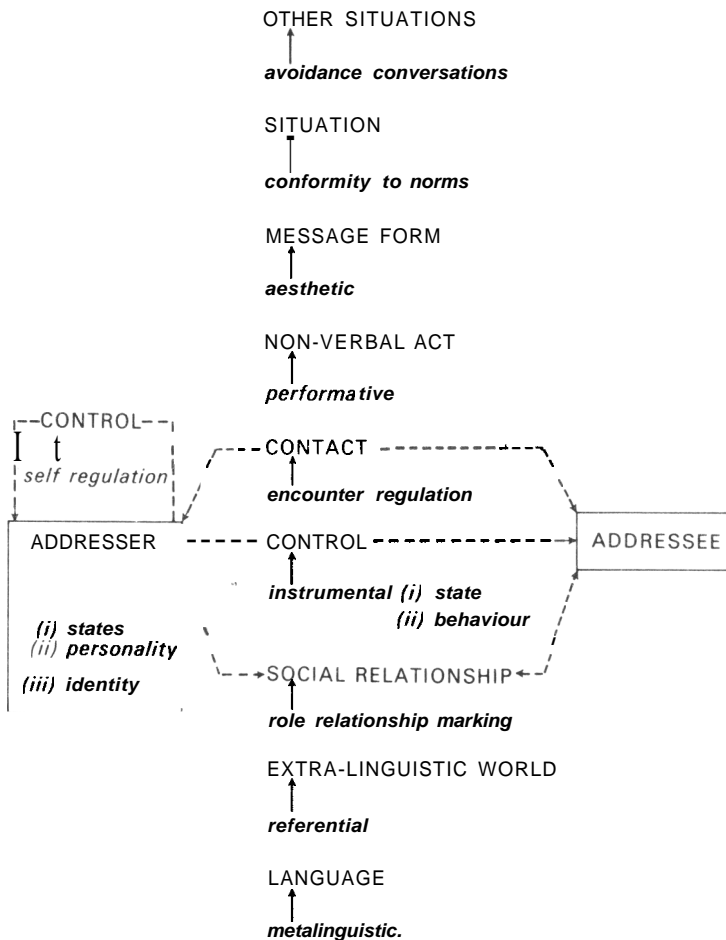 OTHER SITUATIONS
avoidance conversations
SITUATION
conformity to norms
MESSAGE FORM
aesthetic
NON-VERBAL ACT
performative
CONTROL
I t
self regulation
CONTACT
encounter regulation
ADDRESSER
CONTROL
ADDRESSEE
instrumental (i) state
(ii) behaviour
(i) states
(ii) personality
(iii) identity
SOCIAL RELATIONSHIP
role relationship marking
EXTRA-LINGUISTIC WORLD
referential
LANGUAGE
metalinguistic.